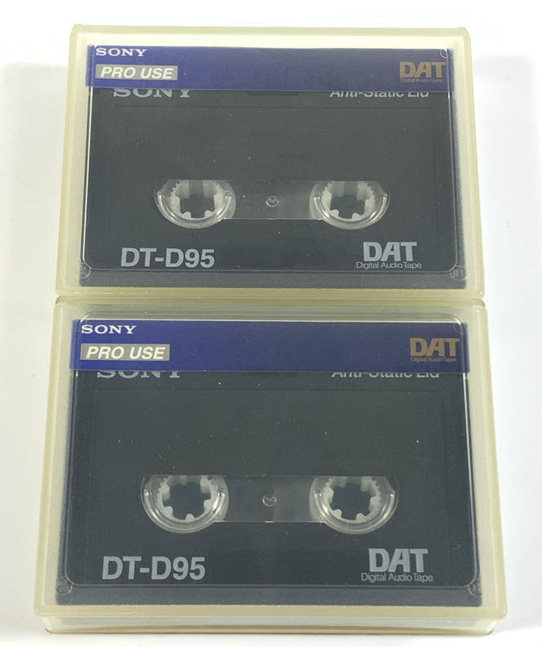 SONY
PRO USE
DAT
Digital Audio Tape
SONY
Anti-Static Lid
DT-D95
DAT
Digital Audio Tape
SONY
PRO USE
DAT
Digital Audio Tape
SONY
Anti-Static Lid
DT-D95
DAT
Digital Audio Tape